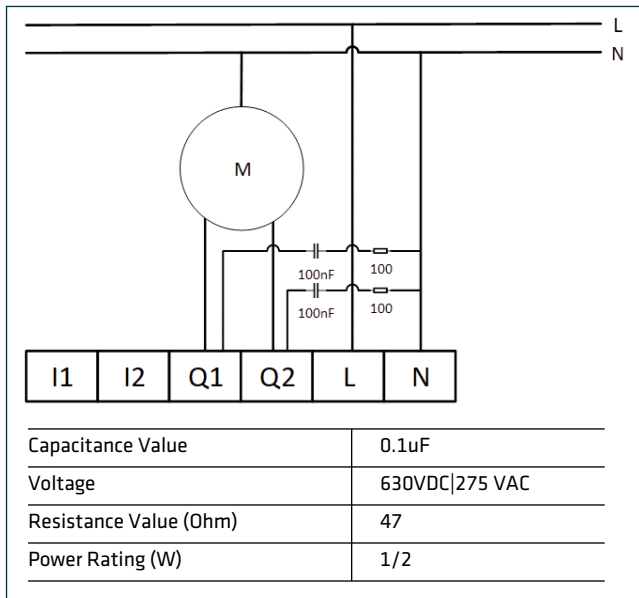 L
N
M
100nF 100
100nF 100
I1 I2 Q1 Q2 L N
Capacitance Value 0.1uF
Voltage 630VDC|275 VAC
Resistance Value (Ohm) 47
Power Rating (W) 1/2